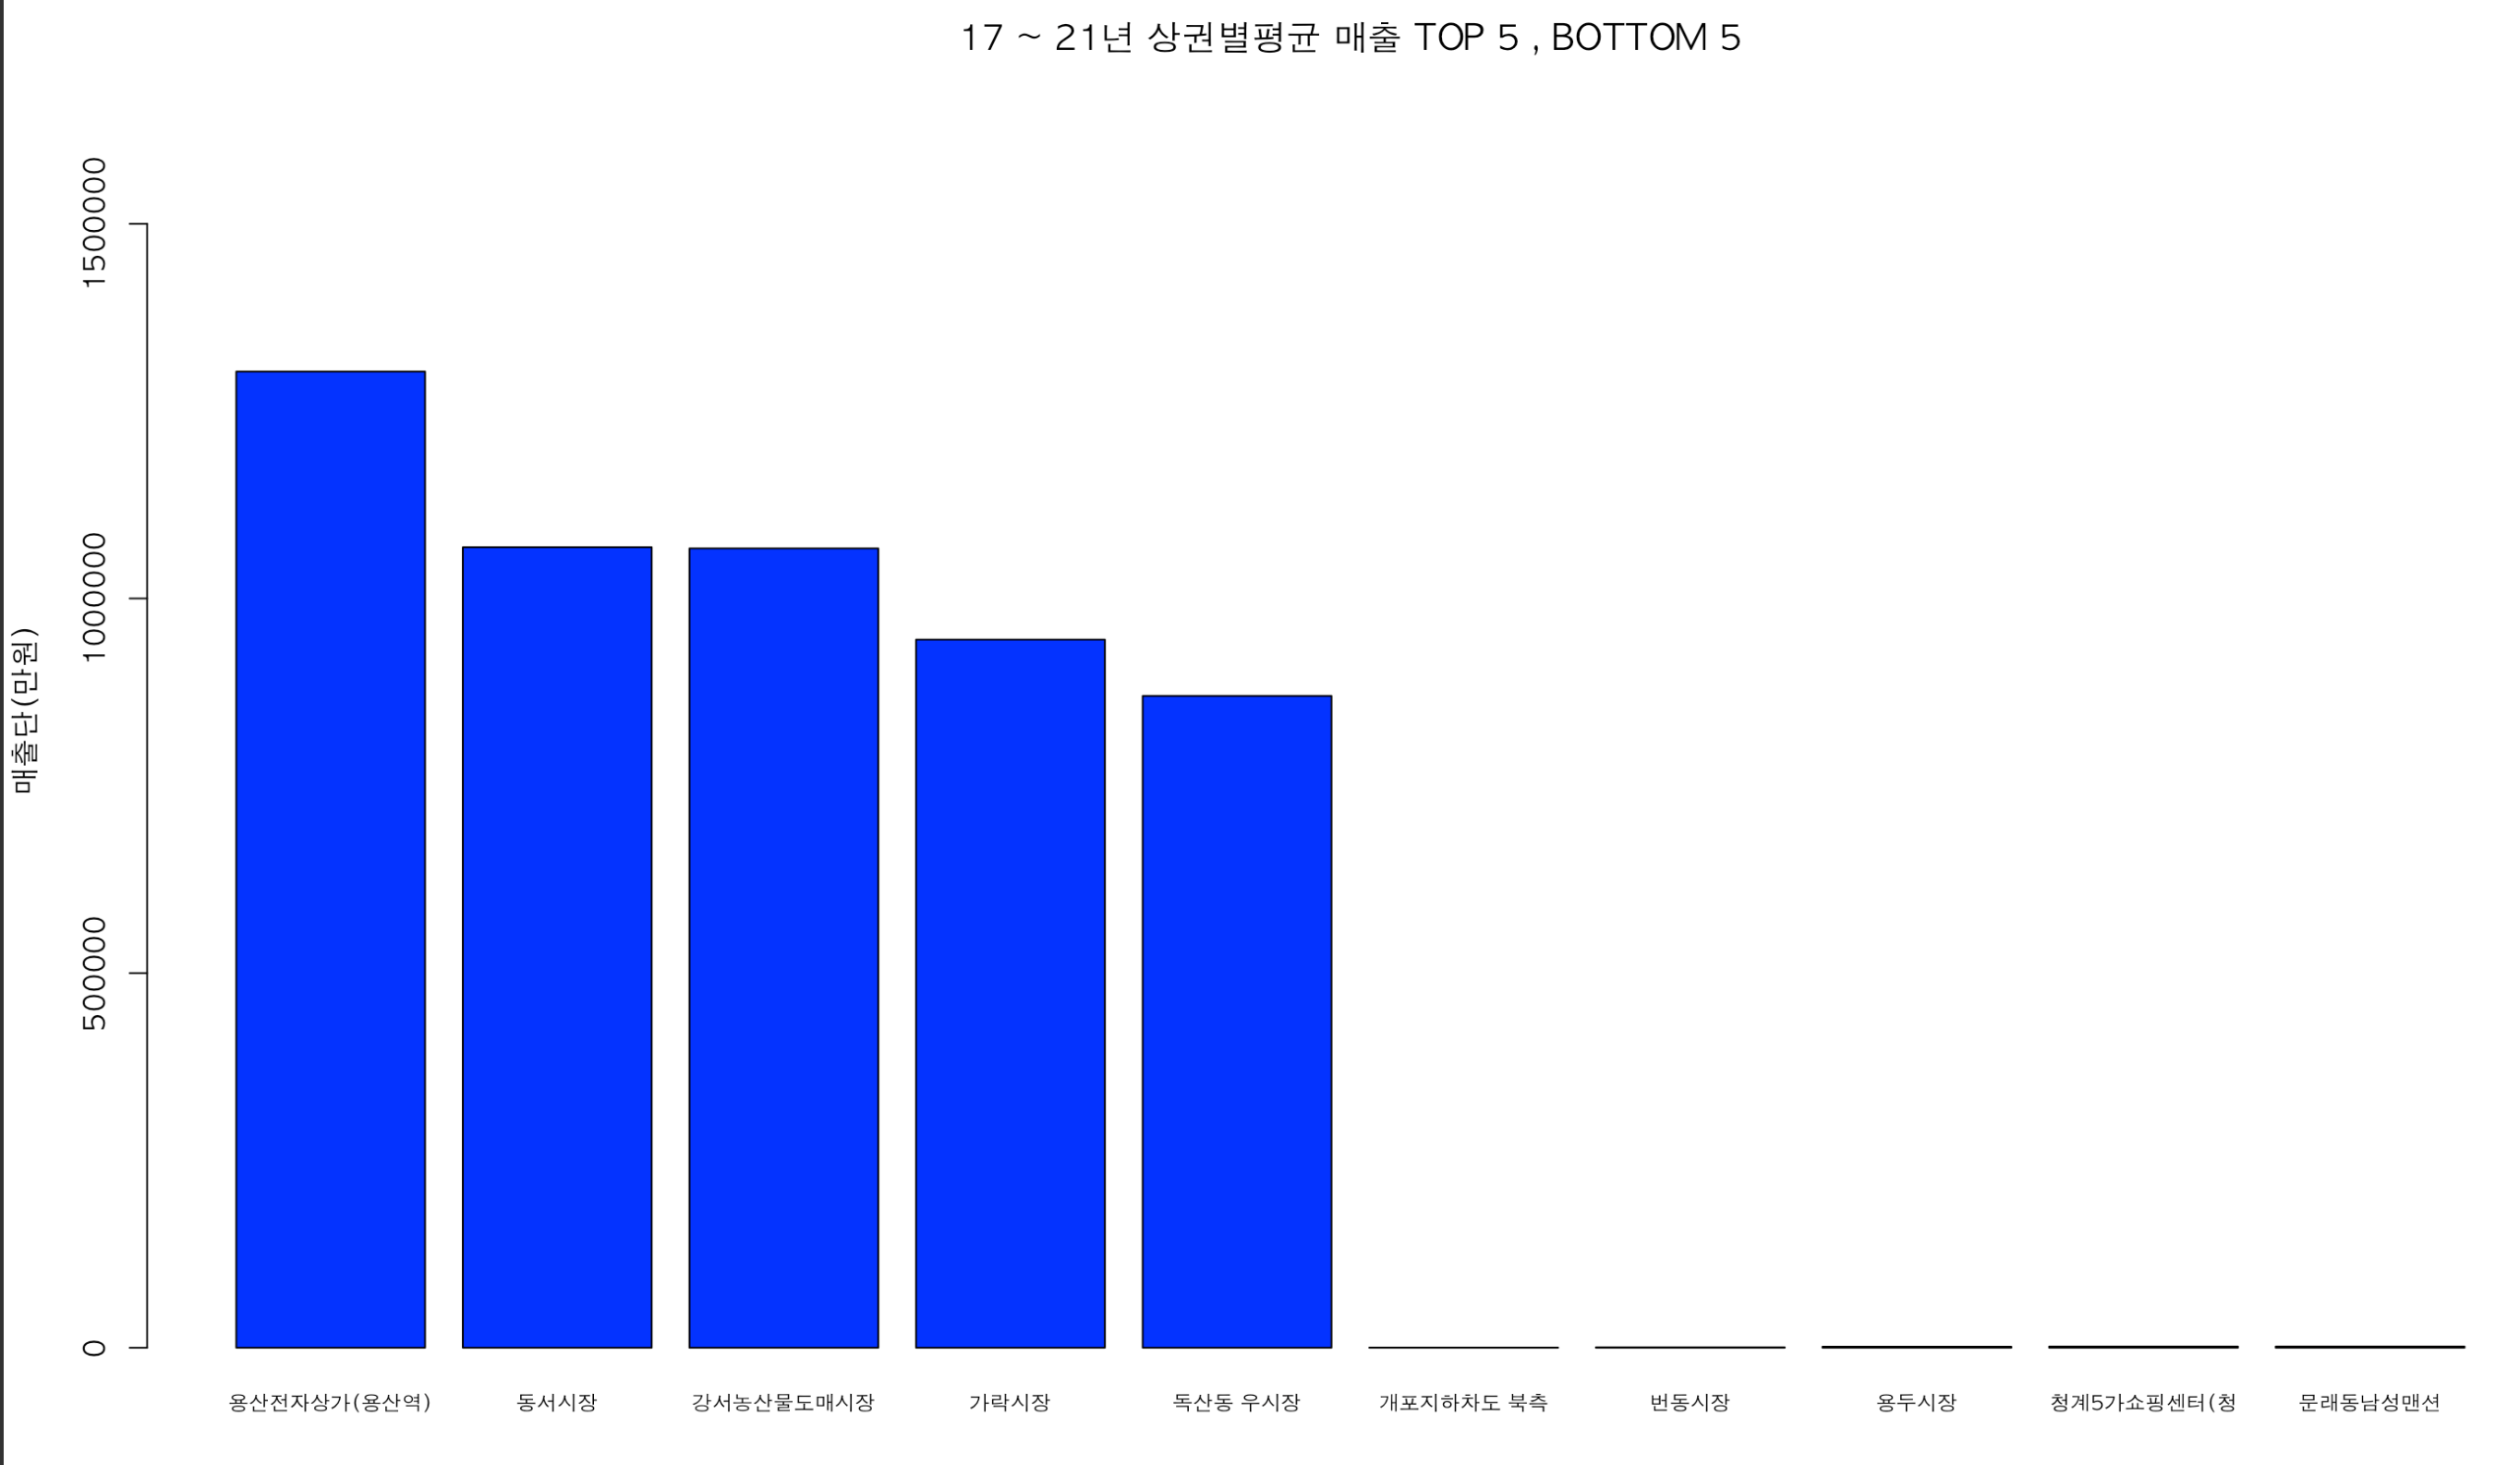 17 ~ 21년 상권별평균 매출 TOP 5 , BOTTOM 5
매출단(만원)
1500000
1000000
500000
0
용산전자상가(용산역) 동서시장 강서농산물도매시장 가락시장 독산동 우시장 개포지하차도 북측 번동시장 용두시장 청계5가쇼핑센터(청 문래동남성맨션